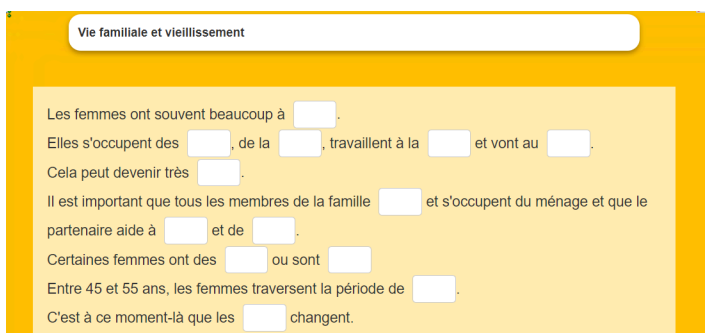 Vie familiale et vieillissement
Les femmes ont souvent beaucoup à .
Elles s'occupent des , de la , travaillent à la et vont au .
Cela peut devenir très .
Il est important que tous les membres de la famille et s'occupent du ménage et que le
partenaire aide à et de .
Certaines femmes ont des ou sont
Entre 45 et 55 ans, les femmes traversent la période de .
C'est à ce moment-là que les changent.